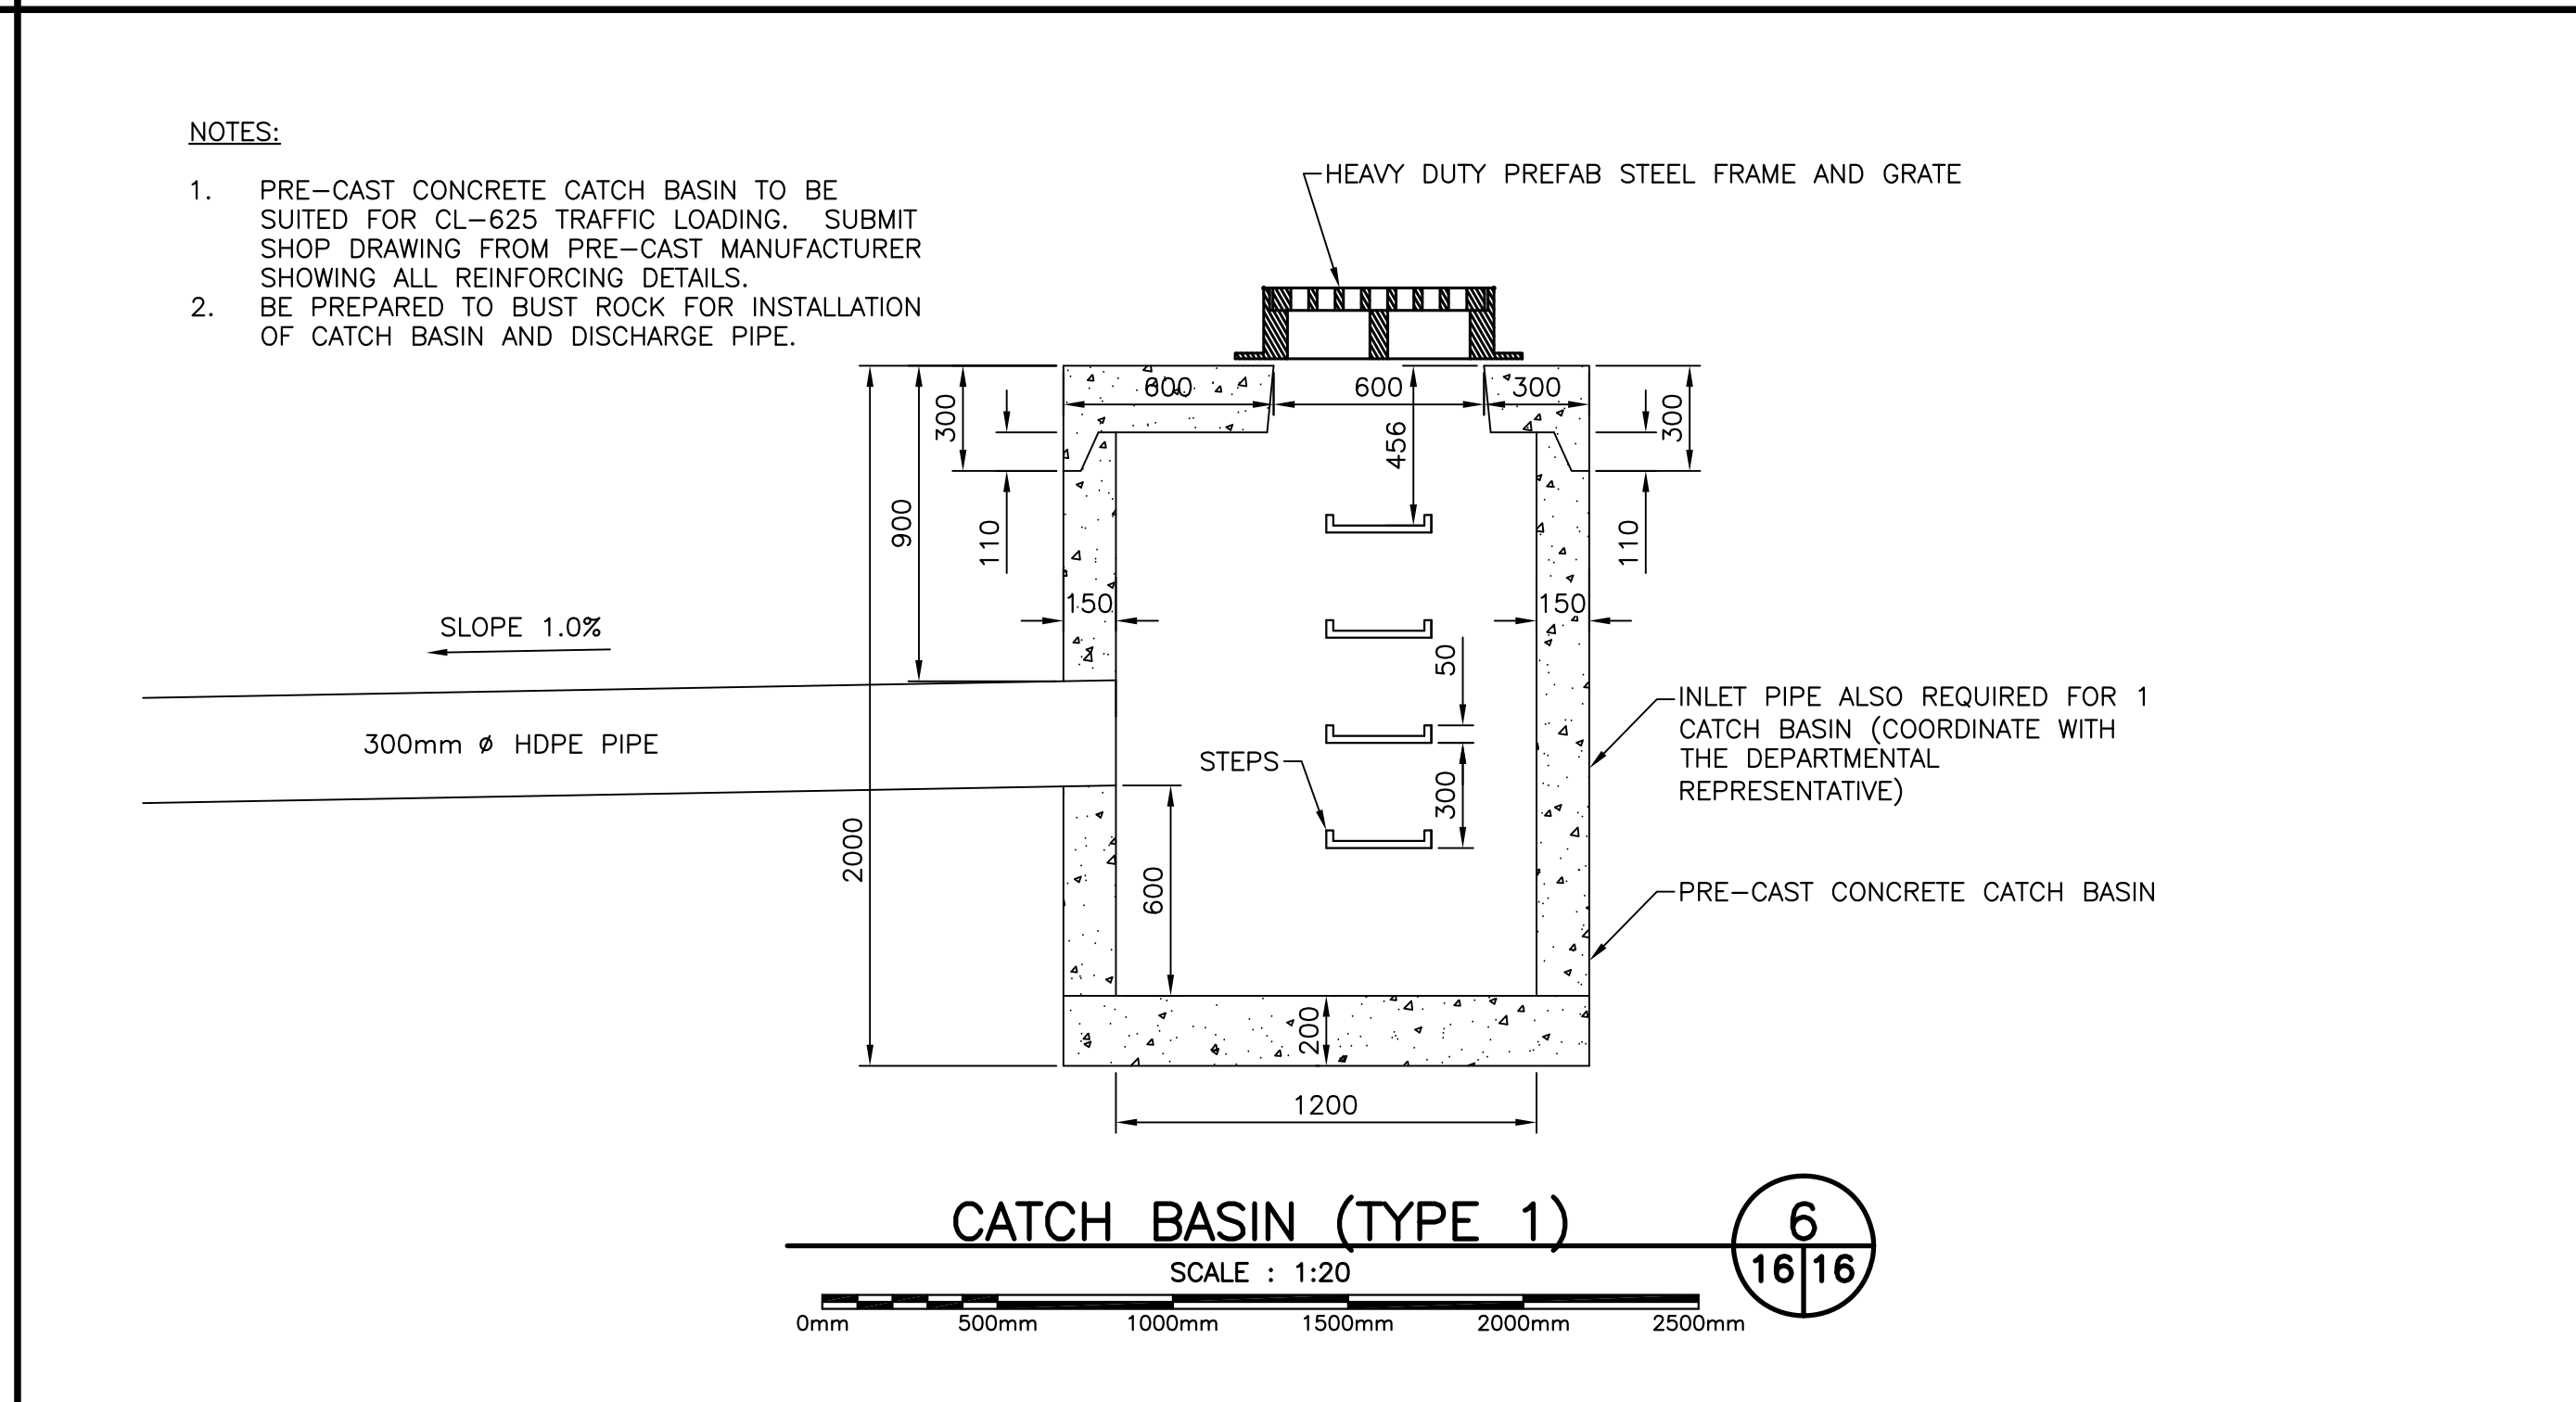 NOTES:
1. PRE-CAST CONCRETE CATCH BASIN TO BE
SUITED FOR CL-625 TRAFFIC LOADING. SUBMIT
SHOP DRAWING FROM PRE-CAST MANUFACTURER
SHOWING ALL REINFORCING DETAILS.
2. BE PREPARED TO BUST ROCK FOR INSTALLATION
OF CATCH BASIN AND DISCHARGE PIPE.
HEAVY DUTY PREFAB STEEL FRAME AND GRATE
600
600
300
300
300
456
900
110
110
150
150
SLOPE 1.0%
50
300mm ø HDPE PIPE
INLET PIPE ALSO REQUIRED FOR 1
CATCH BASIN (COORDINATE WITH
THE DEPARTMENTAL
REPRESENTATIVE)
STEPS
300
2000
600
PRE-CAST CONCRETE CATCH BASIN
200
1200
CATCH BASIN (TYPE 1)
6
16 16
SCALE : 1:20
0mm 500mm 1000mm 1500mm 2000mm 2500mm